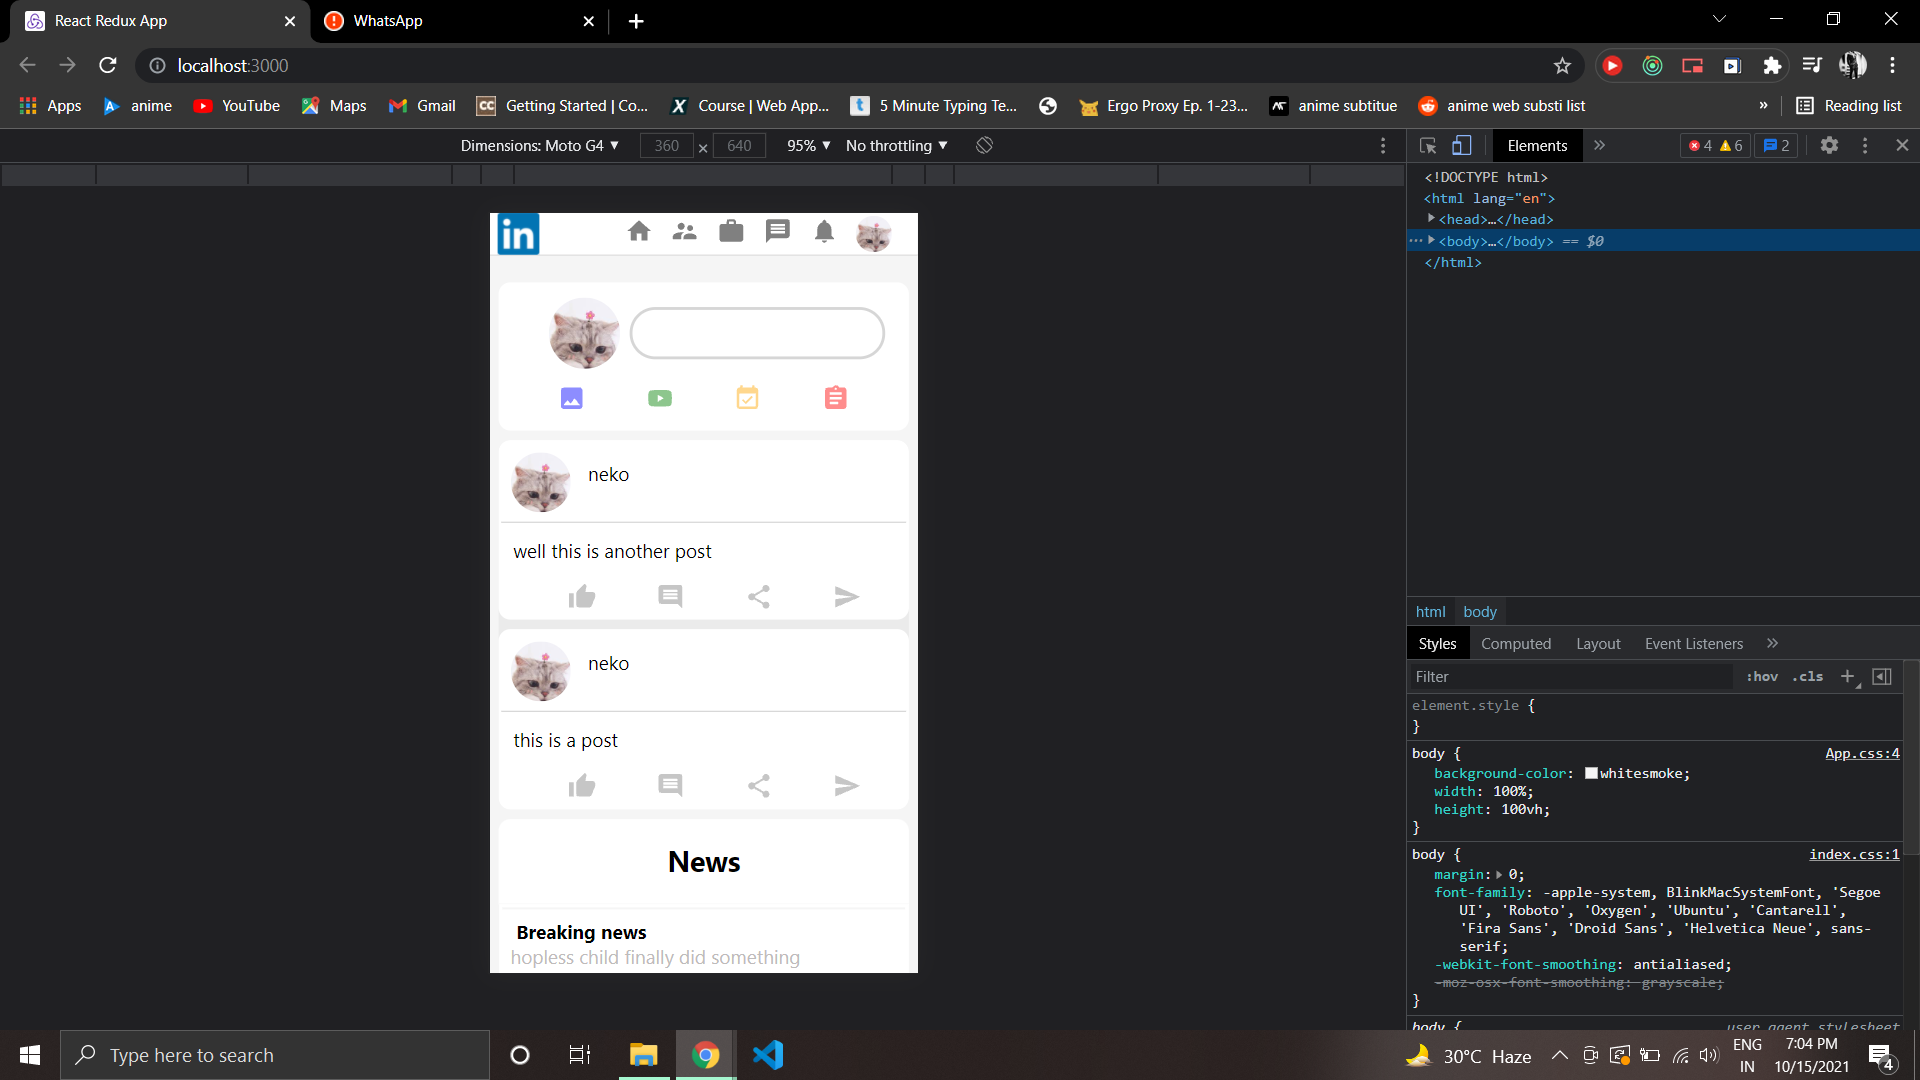 React Redux App
WhatsApp
localhost:3000
Apps
anime
YouTube
Maps
Gmail
CC
Getting Started | Co...
X
Course | Web App...
t
5 Minute Typing Te...
Ergo Proxy Ep. 1-23...
anime subtitue
anime web substi list
»
Reading list
Dimensions: Moto G4 ▼
360 × 640
95% ▼
No throttling ▼
Elements
»
4
6
2
<!DOCTYPE html>
<html lang="en">
<head>…</head>
<body>…</body> == $0
</html>
in
neko
well this is another post
neko
this is a post
News
Breaking news
hopless child finally did something
html body
Styles Computed Layout Event Listeners »
Filter
:hov .cls +
element.style {
}
body {
App.css:4
background-color: whitesmoke;
width: 100%;
height: 100vh;
}
body {
index.css:1
margin: 0;
font-family: -apple-system, BlinkMacSystemFont, 'Segoe
UI', 'Roboto', 'Oxygen', 'Ubuntu', 'Cantarell',
'Fira Sans', 'Droid Sans', 'Helvetica Neue', sans-
serif;
-webkit-font-smoothing: antialiased;
-moz-osx-font-smoothing: grayscale;
}
body {
user agent stylesheet
Type here to search
30°C Haze
ENG
IN
7:04 PM
10/15/2021
4